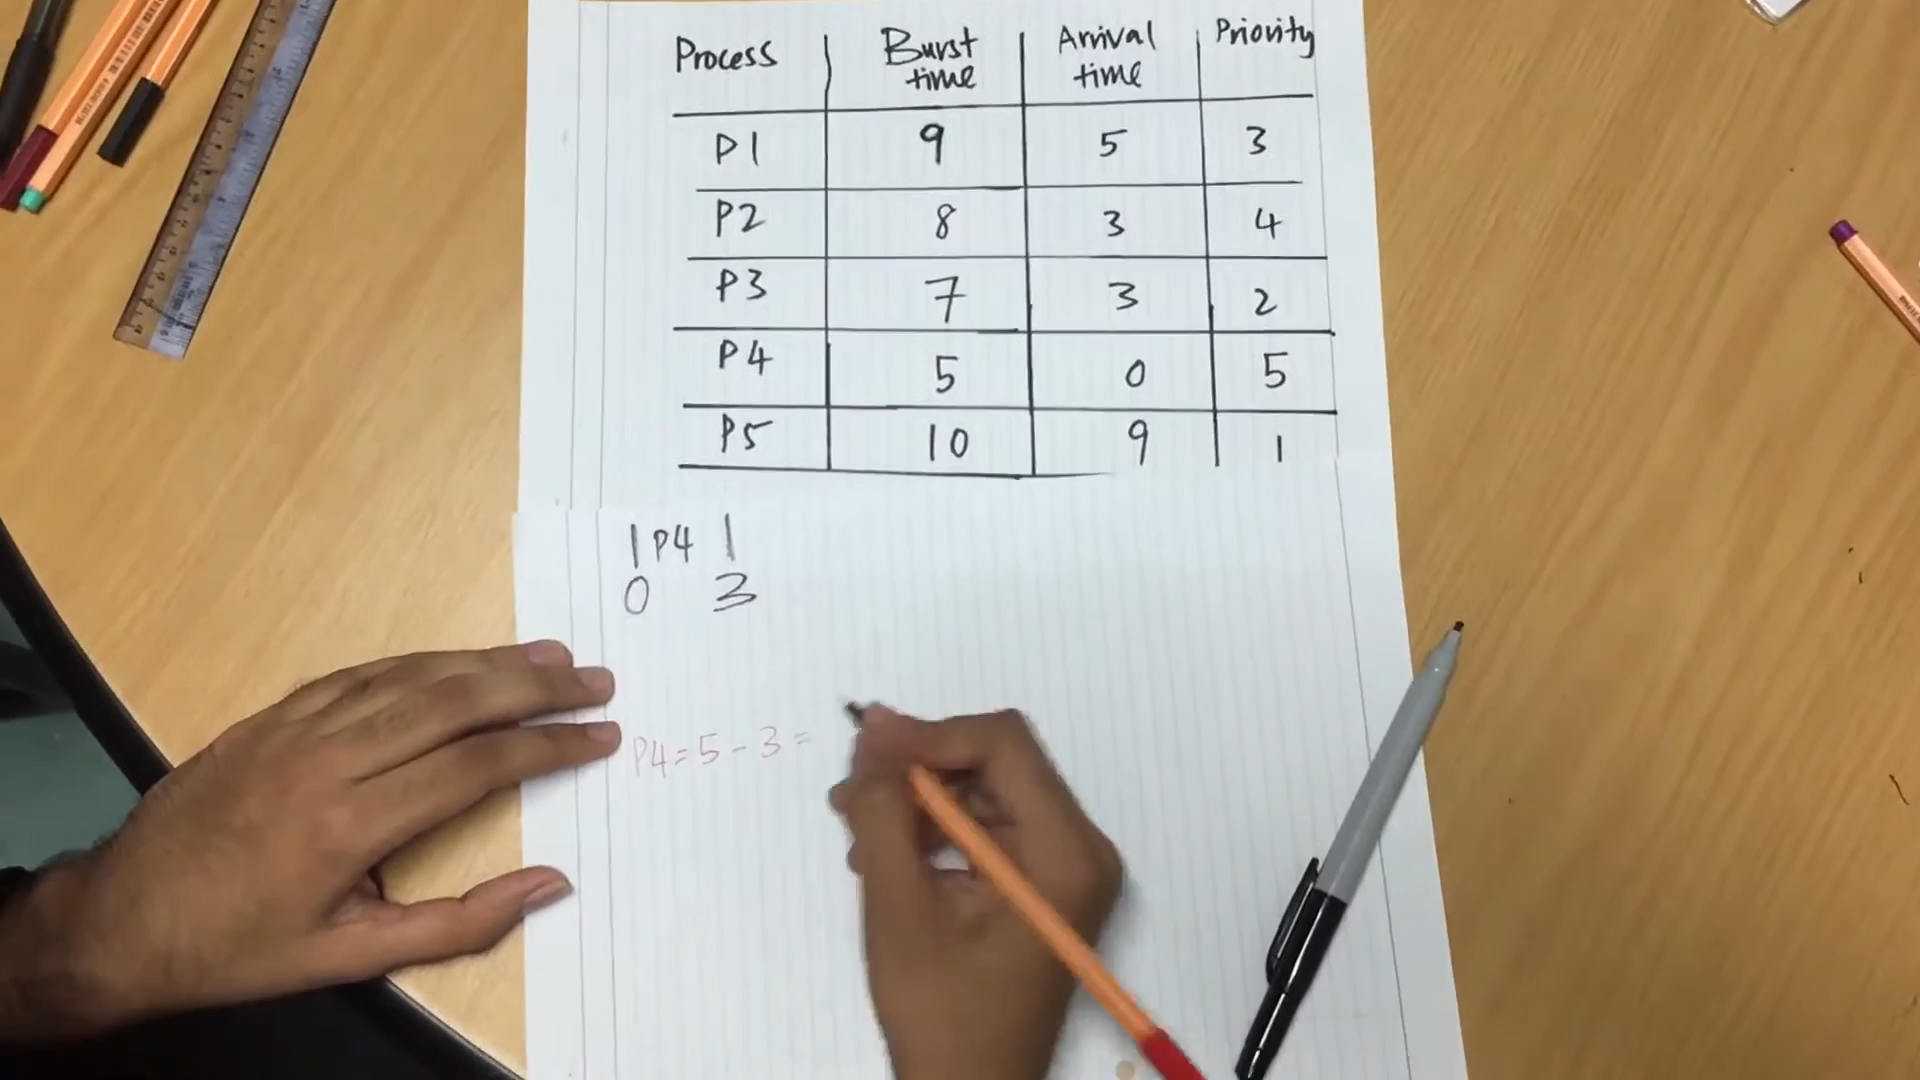 Process Burst time Arrival time Priority
P1 9 5 3
P2 8 3 4
P3 7 3 2
P4 5 0 5
P5 10 9 1
| P4 |
0 3
P4 = 5 - 3 =